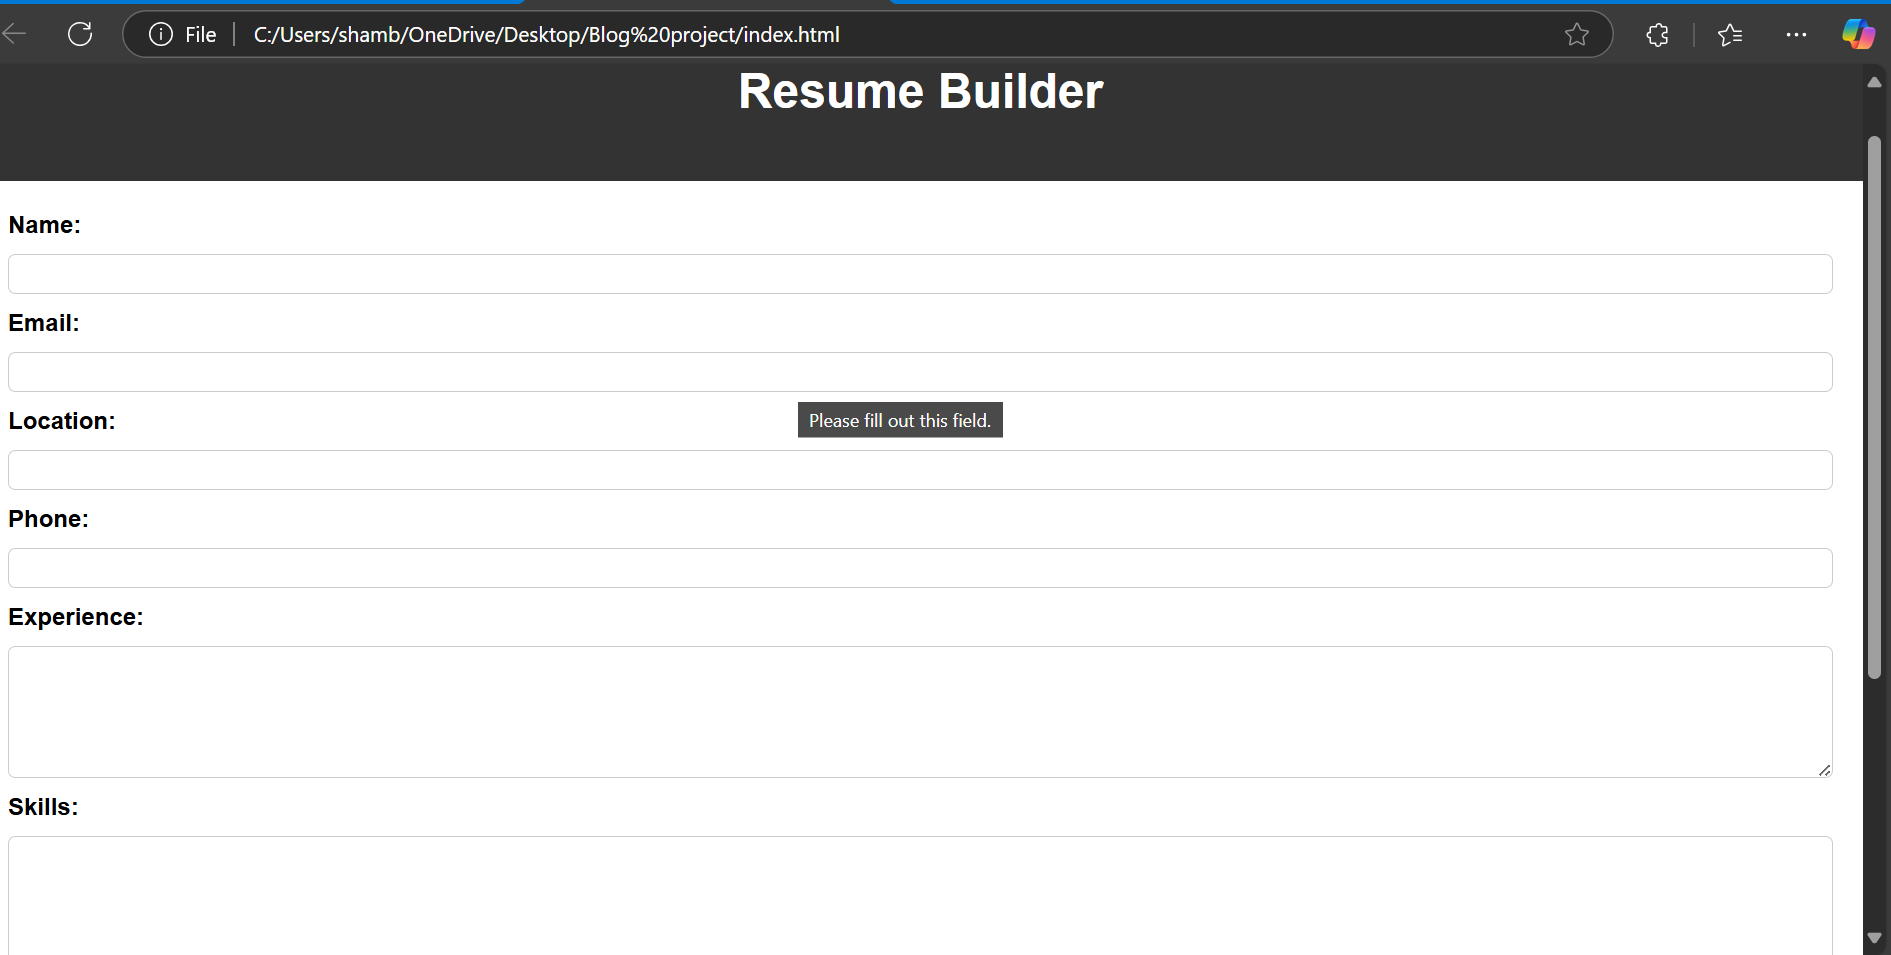 File C:/Users/shamb/OneDrive/Desktop/Blog%20project/index.html
Resume Builder
Name:
Email:
Please fill out this field.
Location:
Phone:
Experience:
Skills: